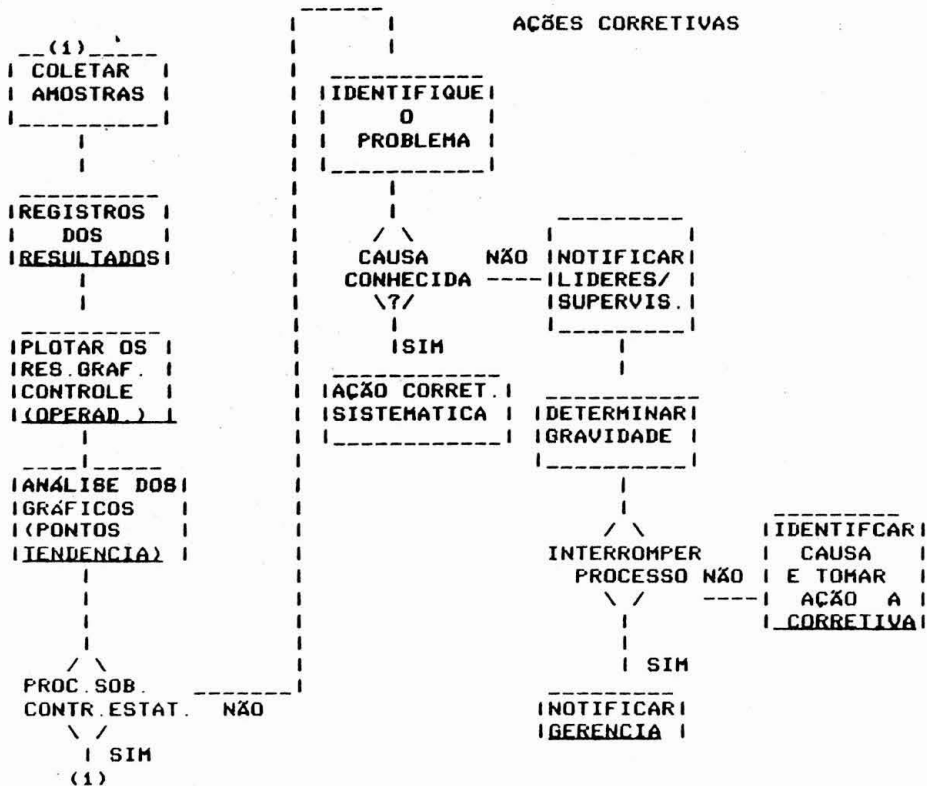 AÇÕES CORRETIVAS
(1)
COLETAR
AMOSTRAS
REGISTROS
DOS
RESULTADOS
PLOTAR OS
RES.GRAF.
CONTROLE
(OPERAD.)
ANÁLISE DOS
GRÁFICOS
(PONTOS
TENDENCIA)
PROC.SOB.
CONTR.ESTAT. NÃO
SIM
(1)
IDENTIFIQUE
O
PROBLEMA
CAUSA NÃO
CONHECIDA
?
SIM
AÇÃO CORRET.
SISTEMATICA
NOTIFICAR
LIDERES/
SUPERVIS.
DETERMINAR
GRAVIDADE
INTERROMPER
PROCESSO NÃO
SIM
NOTIFICAR
GERENCIA
IDENTIFCAR
CAUSA
E TOMAR
AÇÃO A
CORRETIVA